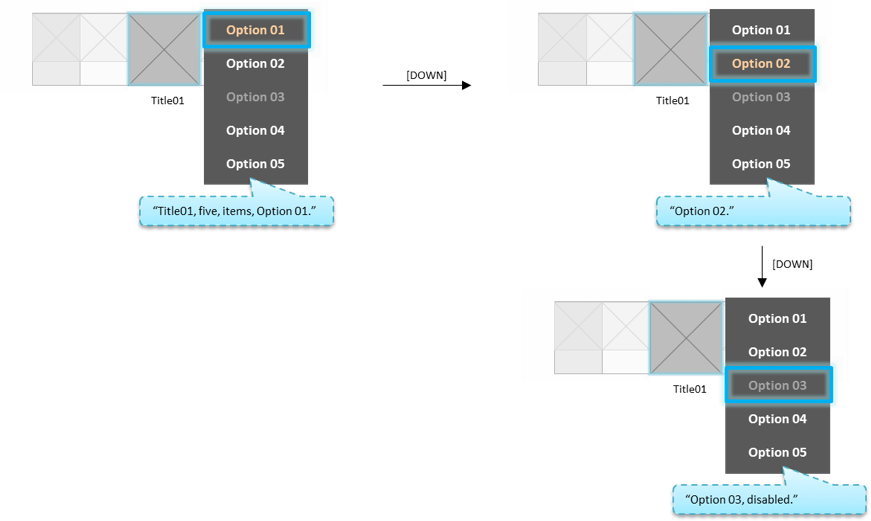 Option 01
Option 02
Option 03
Option 04
Option 05
Title01
“Title01, five, items, Option 01.”
[DOWN]
Option 01
Option 02
Option 03
Option 04
Option 05
Title01
“Option 02.”
[DOWN]
Option 01
Option 02
Option 03
Option 04
Option 05
Title01
“Option 03, disabled.”